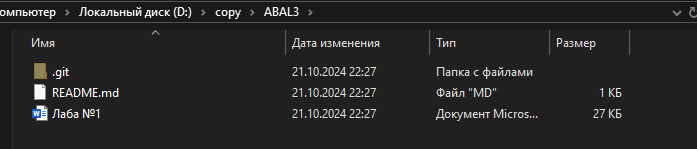 омпьютер > Локальный диск (D:) > copy > ABAL3 >
Имя Дата изменения Тип Размер
.git 21.10.2024 22:27 Папка с файлами
README.md 21.10.2024 22:27 Файл "MD" 1 КБ
Лаба №1 21.10.2024 22:27 Документ Micros... 27 КБ